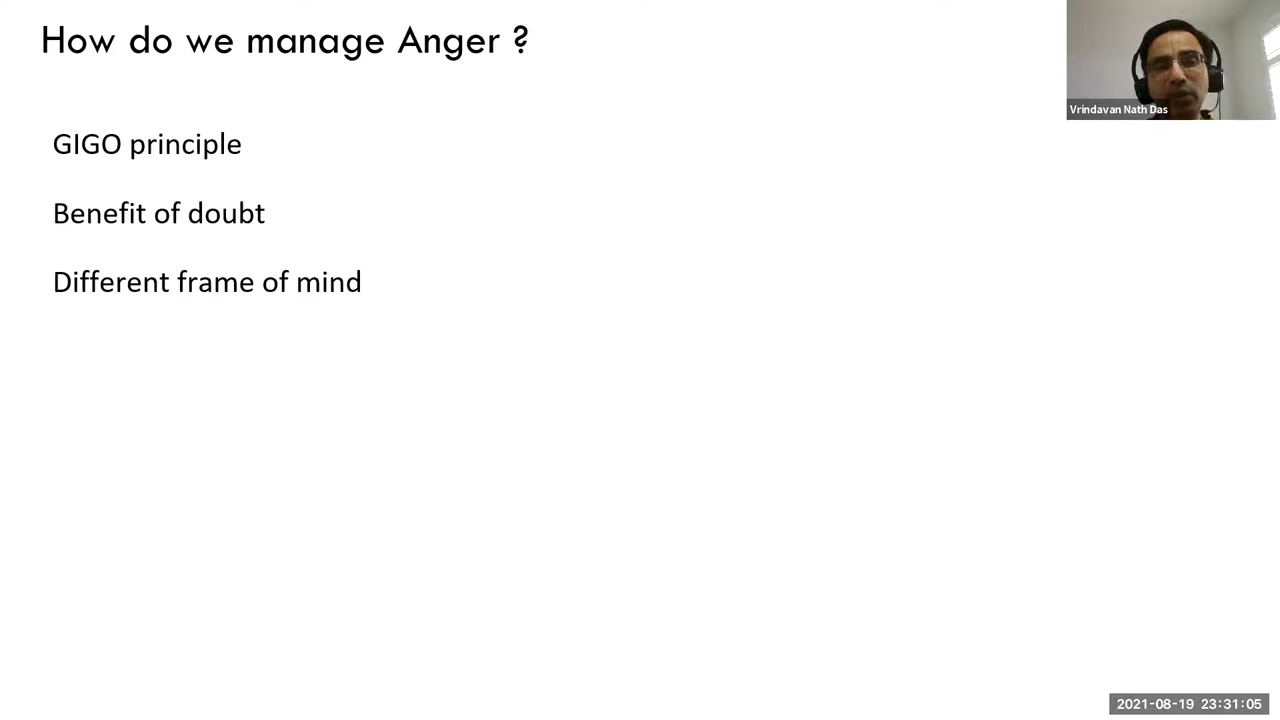 How do we manage Anger ?
Vrindavan Nath Das
GIGO principle
Benefit of doubt
Different frame of mind
2021-08-19 23:31:05